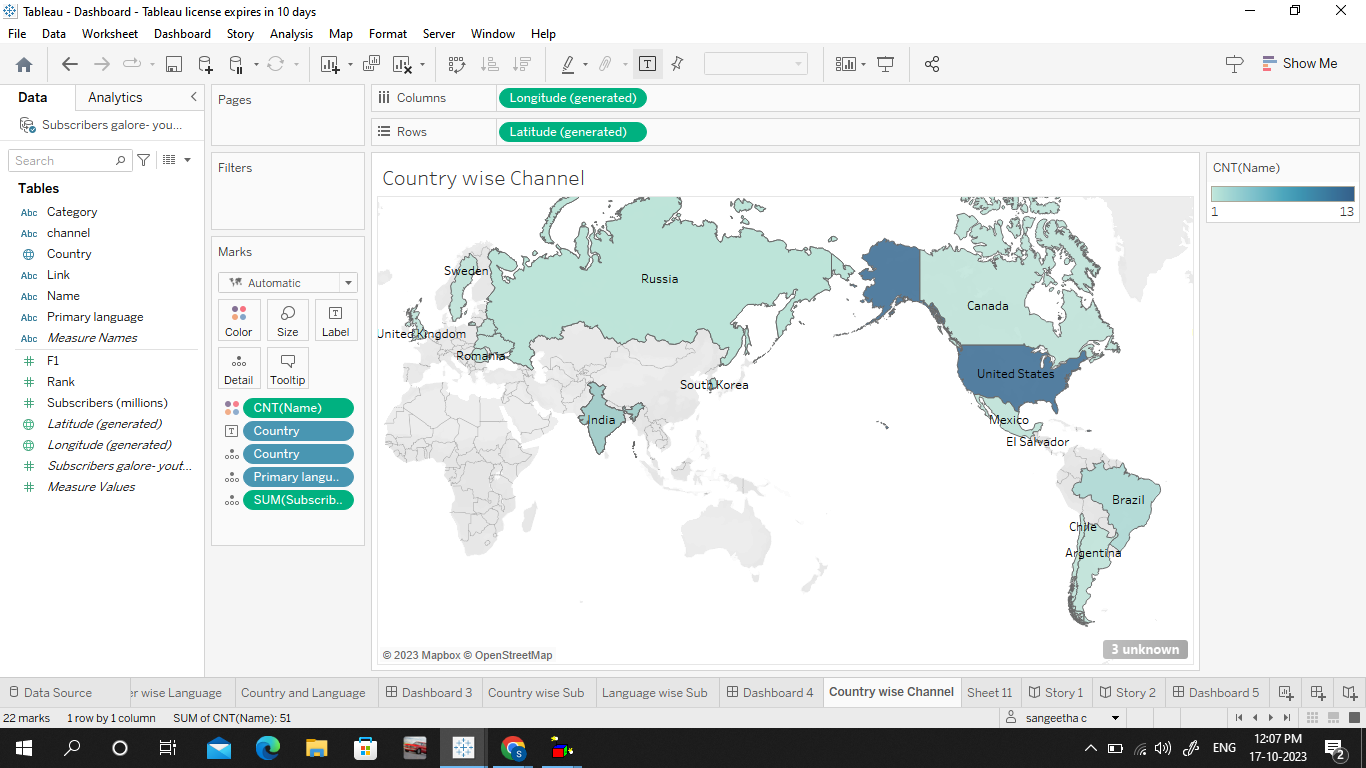 Tableau - Dashboard - Tableau license expires in 10 days
File Data Worksheet Dashboard Story Analysis Map Format Server Window Help
Show Me
Data Analytics
Subscribers galore- you...
Search
Tables
Abc Category
Abc channel
Country
Abc Link
Abc Name
Abc Primary language
Abc Measure Names
F1
Rank
Subscribers (millions)
Latitude (generated)
Longitude (generated)
Subscribers galore- yout...
Measure Values
Pages
Filters
Marks
Automatic
Color Size Label
Detail Tooltip
CNT(Name)
Country
Country
Primary langu..
SUM(Subscrib..
Columns Longitude (generated)
Rows Latitude (generated)
Country wise Channel
Sweden
Russia
Canada
United Kingdom
Romania
United States
South Korea
India
Mexico
El Salvador
Brazil
Chile
Argentina
© 2023 Mapbox © OpenStreetMap
3 unknown
CNT(Name)
1 13
Data Source er wise Language Country and Language Dashboard 3 Country wise Sub Language wise Sub Dashboard 4 Country wise Channel Sheet 11 Story 1 Story 2 Dashboard 5
22 marks 1 row by 1 column SUM of CNT(Name): 51 sangeetha c
S
ENG
12:07 PM
17-10-2023
2